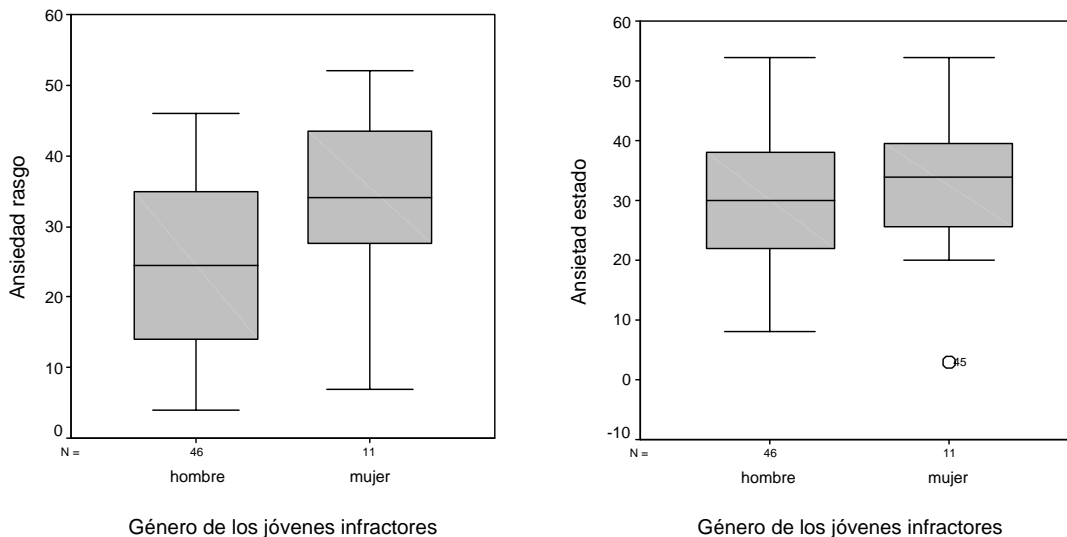 Ansiedad rasgo
60
50
40
30
20
10
0
N =
46
11
hombre
mujer
Género de los jóvenes infractores
Ansietad estado
60
50
40
30
20
10
0
-10
45
N =
46
11
hombre
mujer
Género de los jóvenes infractores